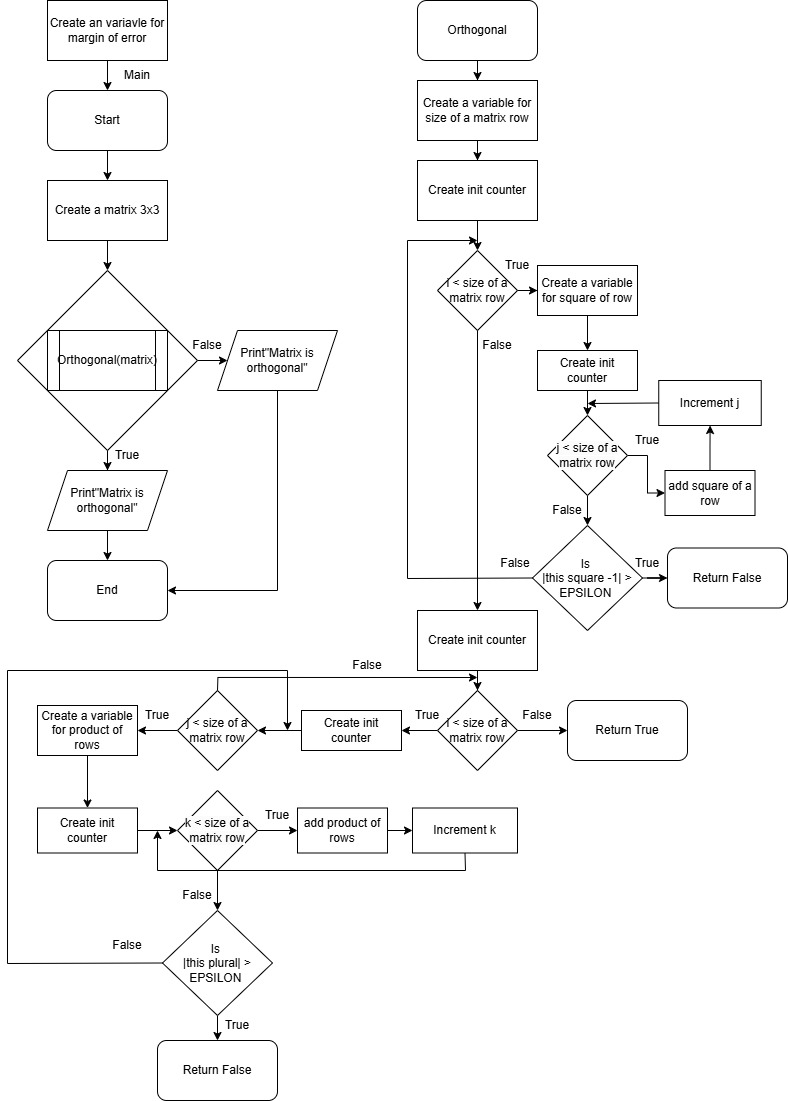 Create an variavle for
margin of error
Main
Start
Create a matrix 3x3
Orthogonal(matrix)
False
Print"Matrix is
orthogonal"
True
Print"Matrix is
orthogonal"
End
Orthogonal
Create a variable for
size of a matrix row
Create init counter
i < size of a
matrix row
True
Create a variable
for square of row
False
Create init
counter
Increment j
j < size of a
matrix row
True
add square of a
row
False
Is
|this square -1| >
EPSILON
False
True
Return False
Create init counter
False
i < size of a
matrix row
False
Return True
True
Create init
counter
j < size of a
matrix row
True
Create a variable
for product of
rows
Create init
counter
k < size of a
matrix row
True
add product of
rows
Increment k
False
Is
|this plural| >
EPSILON
False
True
Return False